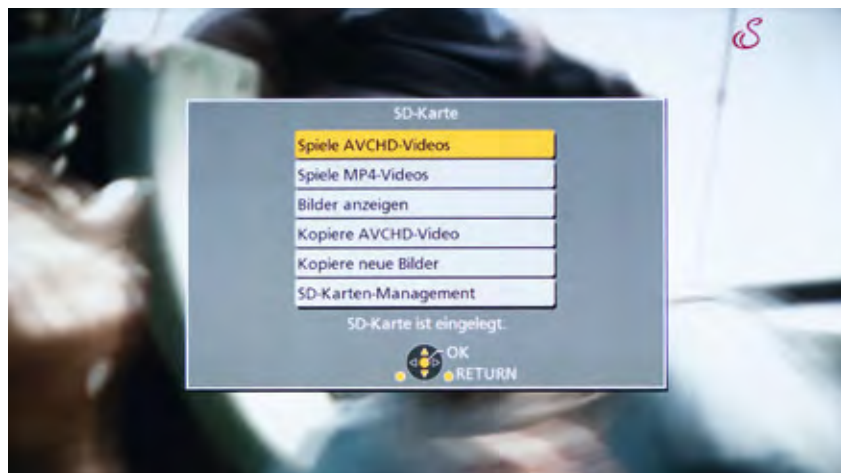 SD-Karte
Spiele AVCHD-Videos
Spiele MP4-Videos
Bilder anzeigen
Kopiere AVCHD-Video
Kopiere neue Bilder
SD-Karten-Management
SD-Karte ist eingelegt.
OK
RETURN